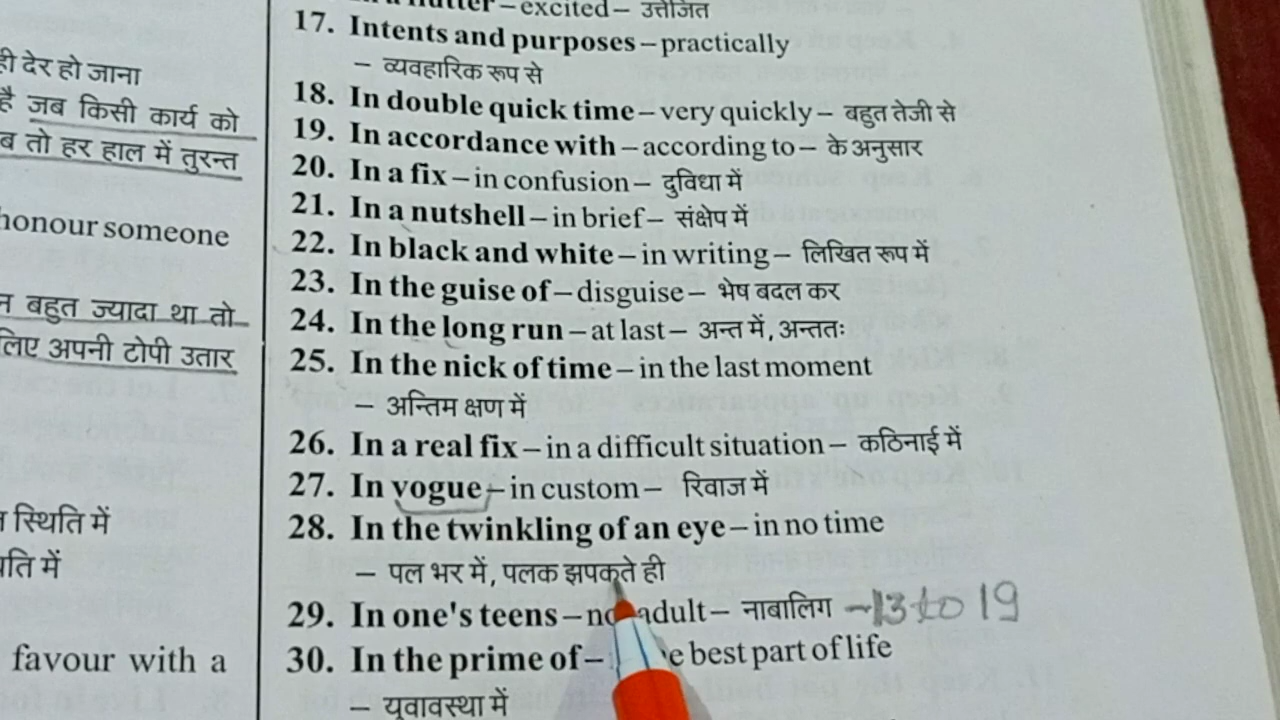 ही देर हो जाना
है जब किसी कार्य को
ब तो हर हाल में तुरन्त
honour someone
न बहुत ज्यादा था तो
लिए अपनी टोपी उतार
स्थिति में
ति में
favour with a
– excited – उत्तेजित
17. Intents and purposes – practically
– व्यवहारिक रूप से
18. In double quick time – very quickly – बहुत तेजी से
19. In accordance with – according to – के अनुसार
20. In a fix – in confusion – दुविधा में
21. In a nutshell – in brief – संक्षेप में
22. In black and white – in writing – लिखित रूप में
23. In the guise of – disguise – भेष बदल कर
24. In the long run – at last – अन्त में, अन्ततः
25. In the nick of time – in the last moment
– अन्तिम क्षण में
26. In a real fix – in a difficult situation – कठिनाई में
27. In vogue – in custom – रिवाज में
28. In the twinkling of an eye – in no time
– पल भर में, पलक झपकते ही
29. In one's teens – adult – नाबालिग – 13 to 19
30. In the prime of – best part of life
– युवावस्था में